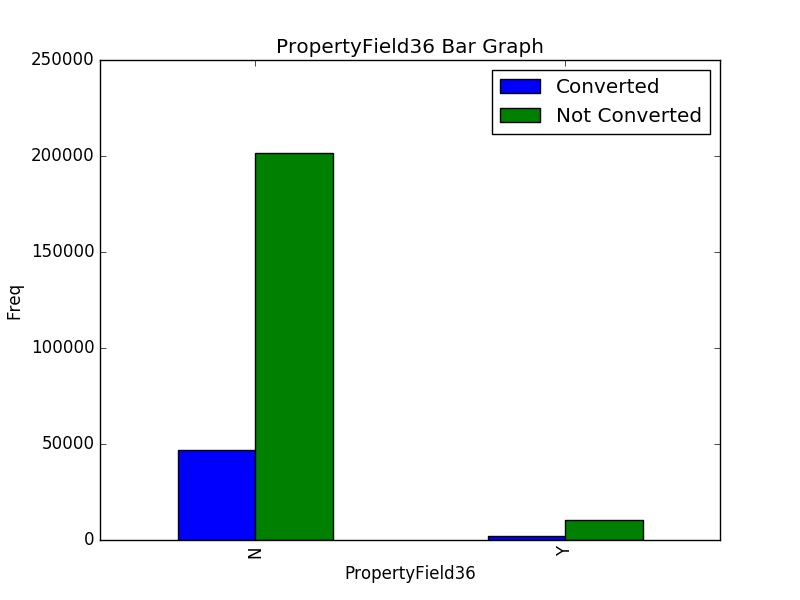 PropertyField36 Bar Graph
Converted
Not Converted
250000
200000
150000
100000
50000
0
Freq
N
Y
PropertyField36